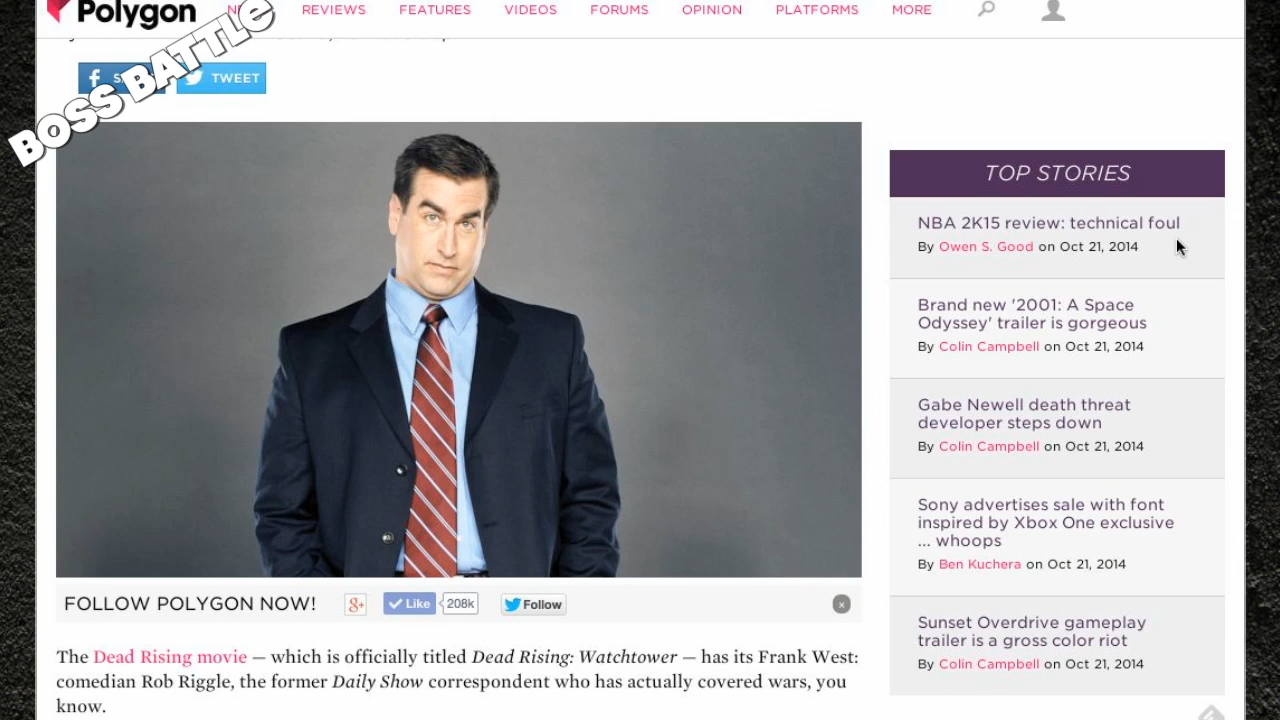 Polygon
REVIEWS
FEATURES
VIDEOS
FORUMS
OPINION
PLATFORMS
MORE
BOSS BATTLE
TWEET
TOP STORIES
NBA 2K15 review: technical foul
By Owen S. Good on Oct 21, 2014
Brand new '2001: A Space
Odyssey' trailer is gorgeous
By Colin Campbell on Oct 21, 2014
Gabe Newell death threat
developer steps down
By Colin Campbell on Oct 21, 2014
Sony advertises sale with font
inspired by Xbox One exclusive
... whoops
By Ben Kuchera on Oct 21, 2014
Sunset Overdrive gameplay
trailer is a gross color riot
By Colin Campbell on Oct 21, 2014
FOLLOW POLYGON NOW!
g+
Like
208k
Follow
The Dead Rising movie — which is officially titled Dead Rising: Watchtower — has its Frank West:
comedian Rob Riggle, the former Daily Show correspondent who has actually covered wars, you
know.